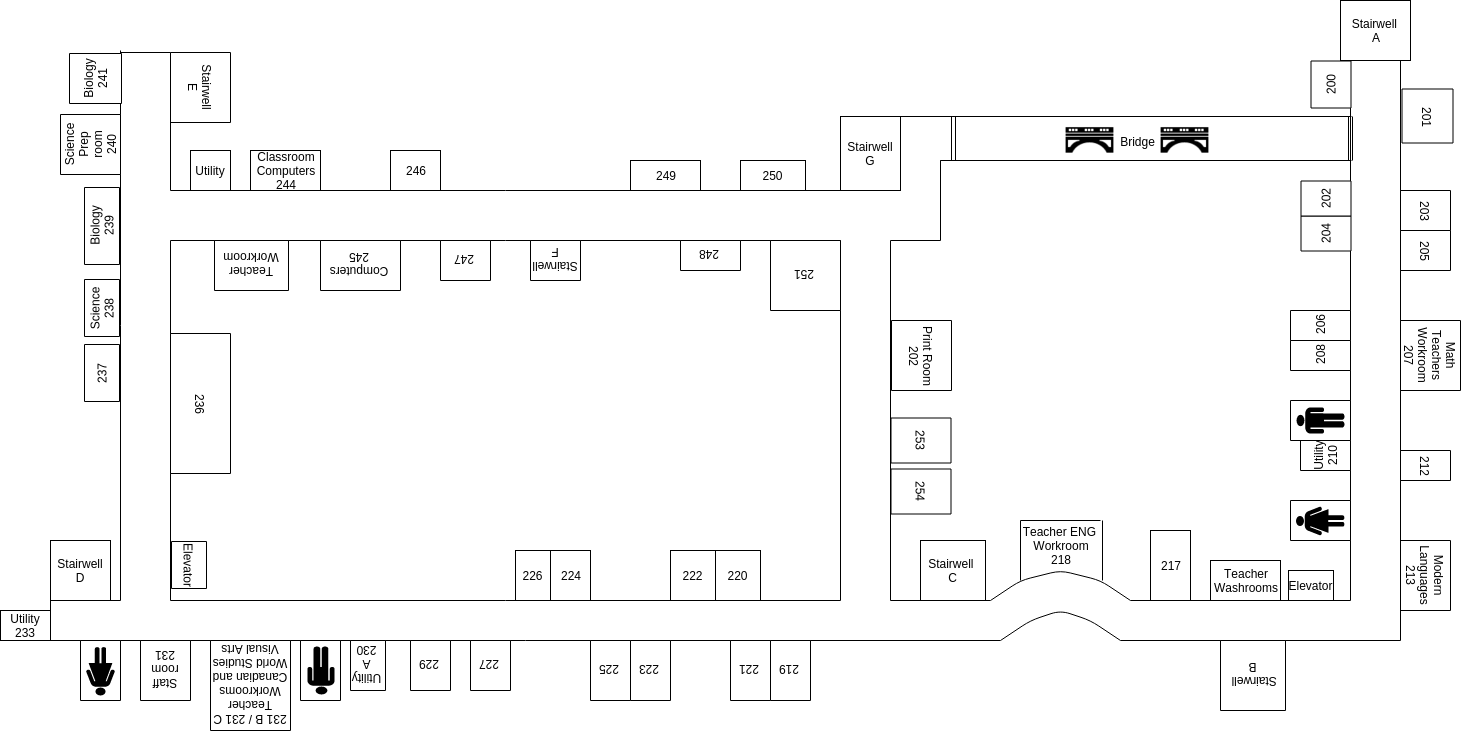 Stairwell
A
Biology
241
Stairwell
E
200
201
Science
Prep
room
240
Bridge
Stairwell
G
Utility
Classroom
Computers
244
246
249
250
202
204
203
205
Biology
239
Teacher
Workroom
Computers
245
247
Stairwell
F
248
251
Science
238
237
236
Print Room
202
206
208
Math
Teachers
Workroom
207
253
254
Utility
210
212
Stairwell
D
Elevator
226
224
222
220
Stairwell
C
Teacher ENG
Workroom
218
217
Teacher
Washrooms
Elevator
Modern
Languages
213
Utility
233
Staff
room
231
231 B / 231 C
Teacher
Workrooms
Canadian and
World Studies
Visual Arts
Utility
A
230
229
227
225
223
221
219
Stairwell
B